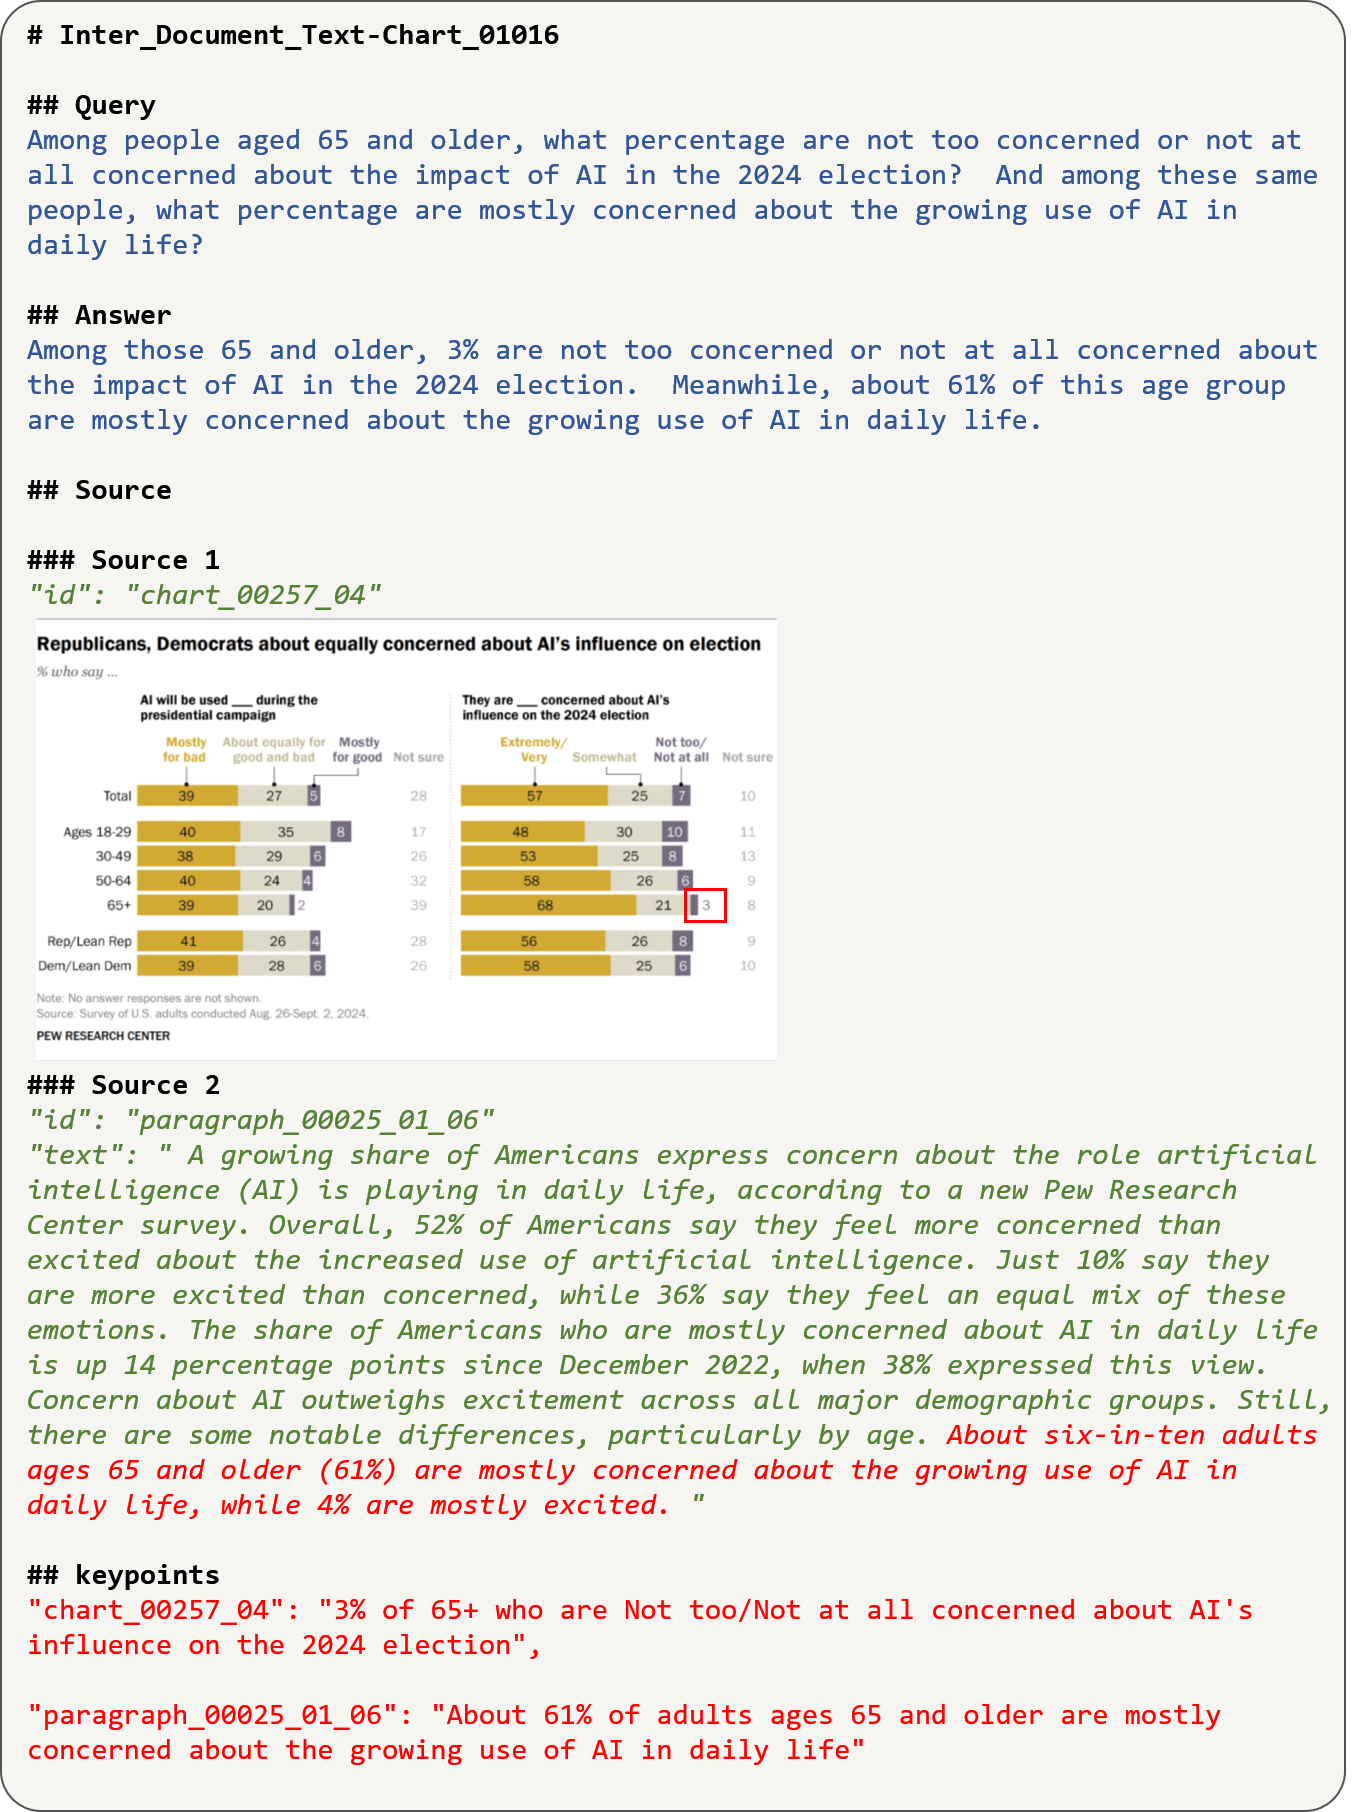 # Inter_Document_Text-Chart_01016
## Query
Among people aged 65 and older, what percentage are not too concerned or not at
all concerned about the impact of AI in the 2024 election?  And among these same
people, what percentage are mostly concerned about the growing use of AI in
daily life?
## Answer
Among those 65 and older, 3% are not too concerned or not at all concerned about
the impact of AI in the 2024 election.  Meanwhile, about 61% of this age group
are mostly concerned about the growing use of AI in daily life.
## Source
### Source 1
"id": "chart_00257_04"
Republicans, Democrats about equally concerned about AI's influence on election
% who say ...
AI will be used ___ during the
presidential campaign
Mostly for bad
About equally for good and bad
Mostly for good
Not sure
Total 39 27 5 28
Ages 18-29 40 35 8 17
30-49 38 29 6 26
50-64 40 24 4 32
65+ 39 20 2 39
Rep/Lean Rep 41 26 4 28
Dem/Lean Dem 39 28 6 26
They are ___ concerned about AI's
influence on the 2024 election
Extremely/ Very
Somewhat
Not too/ Not at all
Not sure
57 25 7 10
48 30 10 11
53 25 8 13
58 26 6 9
68 21 3 8
56 26 8 9
58 25 6 10
Note: No answer responses are not shown.
Source: Survey of U.S. adults conducted Aug. 26-Sept. 2, 2024.
PEW RESEARCH CENTER
### Source 2
"id": "paragraph_00025_01_06"
"text": " A growing share of Americans express concern about the role artificial
intelligence (AI) is playing in daily life, according to a new Pew Research
Center survey. Overall, 52% of Americans say they feel more concerned than
excited about the increased use of artificial intelligence. Just 10% say they
are more excited than concerned, while 36% say they feel an equal mix of these
emotions. The share of Americans who are mostly concerned about AI in daily life
is up 14 percentage points since December 2022, when 38% expressed this view.
Concern about AI outweighs excitement across all major demographic groups. Still,
there are some notable differences, particularly by age. About six-in-ten adults
ages 65 and older (61%) are mostly concerned about the growing use of AI in
daily life, while 4% are mostly excited. "
## keypoints
"chart_00257_04": "3% of 65+ who are Not too/Not at all concerned about AI's
influence on the 2024 election",
"paragraph_00025_01_06": "About 61% of adults ages 65 and older are mostly
concerned about the growing use of AI in daily life"